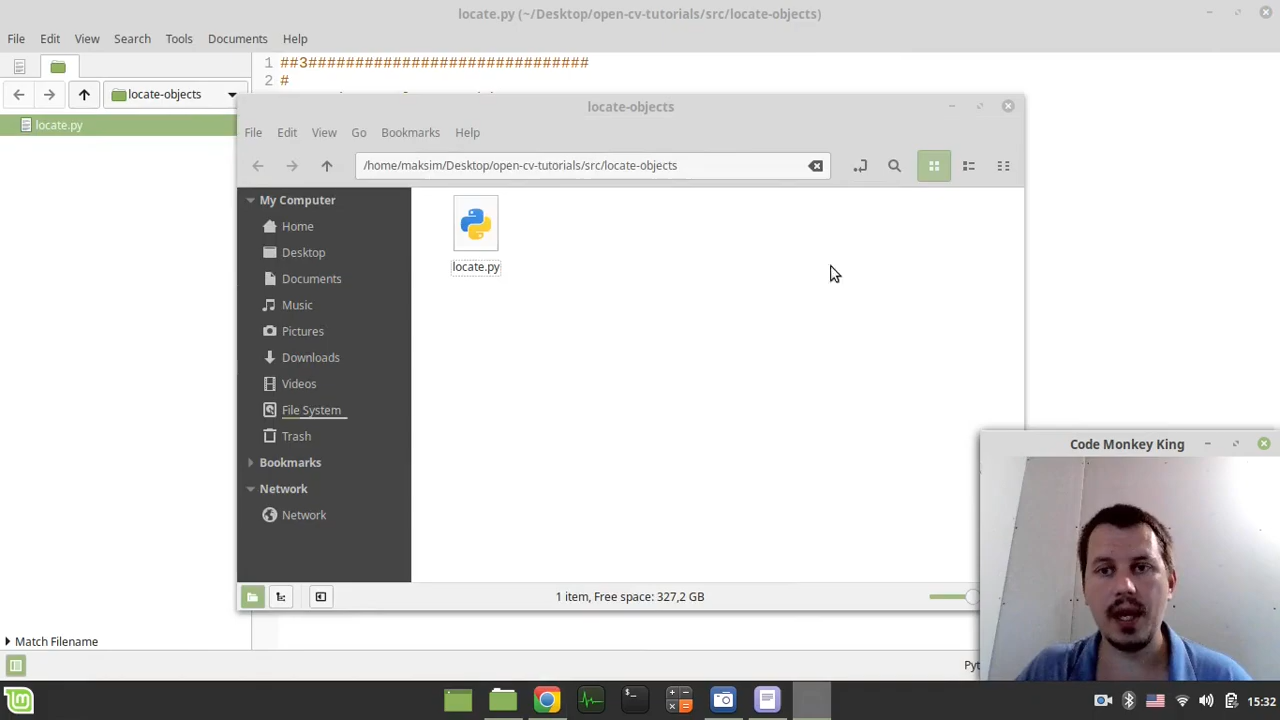 locate.py (~/Desktop/open-cv-tutorials/src/locate-objects)
File Edit View Search Tools Documents Help
locate-objects
locate.py
Match Filename
1 ##3#############################
2 #
locate-objects
File Edit View Go Bookmarks Help
/home/maksim/Desktop/open-cv-tutorials/src/locate-objects
My Computer
Home
Desktop
Documents
Music
Pictures
Downloads
Videos
File System
Trash
Bookmarks
Network
Network
locate.py
1 item, Free space: 327,2 GB
Code Monkey King
Pyt
15:32